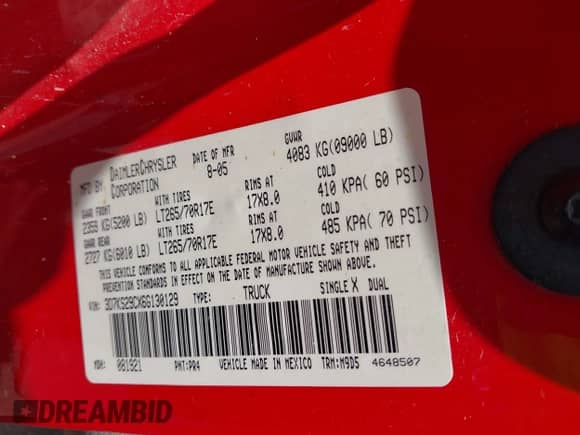 MFD BY: DAIMLERCHRYSLER CORPORATION DATE OF MFR 8-05 GVWR 4083 KG(09000 LB)
GAWR FRONT WITH TIRES RIMS AT COLD
2359 KG(5200 LB) LT265/70R17E 17X8.0 410 KPA( 60 PSI)
GAWR REAR WITH TIRES RIMS AT COLD
2727 KG(6010 LB) LT265/70R17E 17X8.0 485 KPA( 70 PSI)
THIS VEHICLE CONFORMS TO ALL APPLICABLE FEDERAL MOTOR VEHICLE SAFETY AND THEFT
PREVENTION STANDARDS IN EFFECT ON THE DATE OF MANUFACTURE SHOWN ABOVE.
VIN: 3D7KS29CX6G130129 TYPE: TRUCK SINGLE X DUAL
MDH: 081921 PNT:PR4 VEHICLE MADE IN MEXICO TRM:M9D5 4648507
DREAMBID